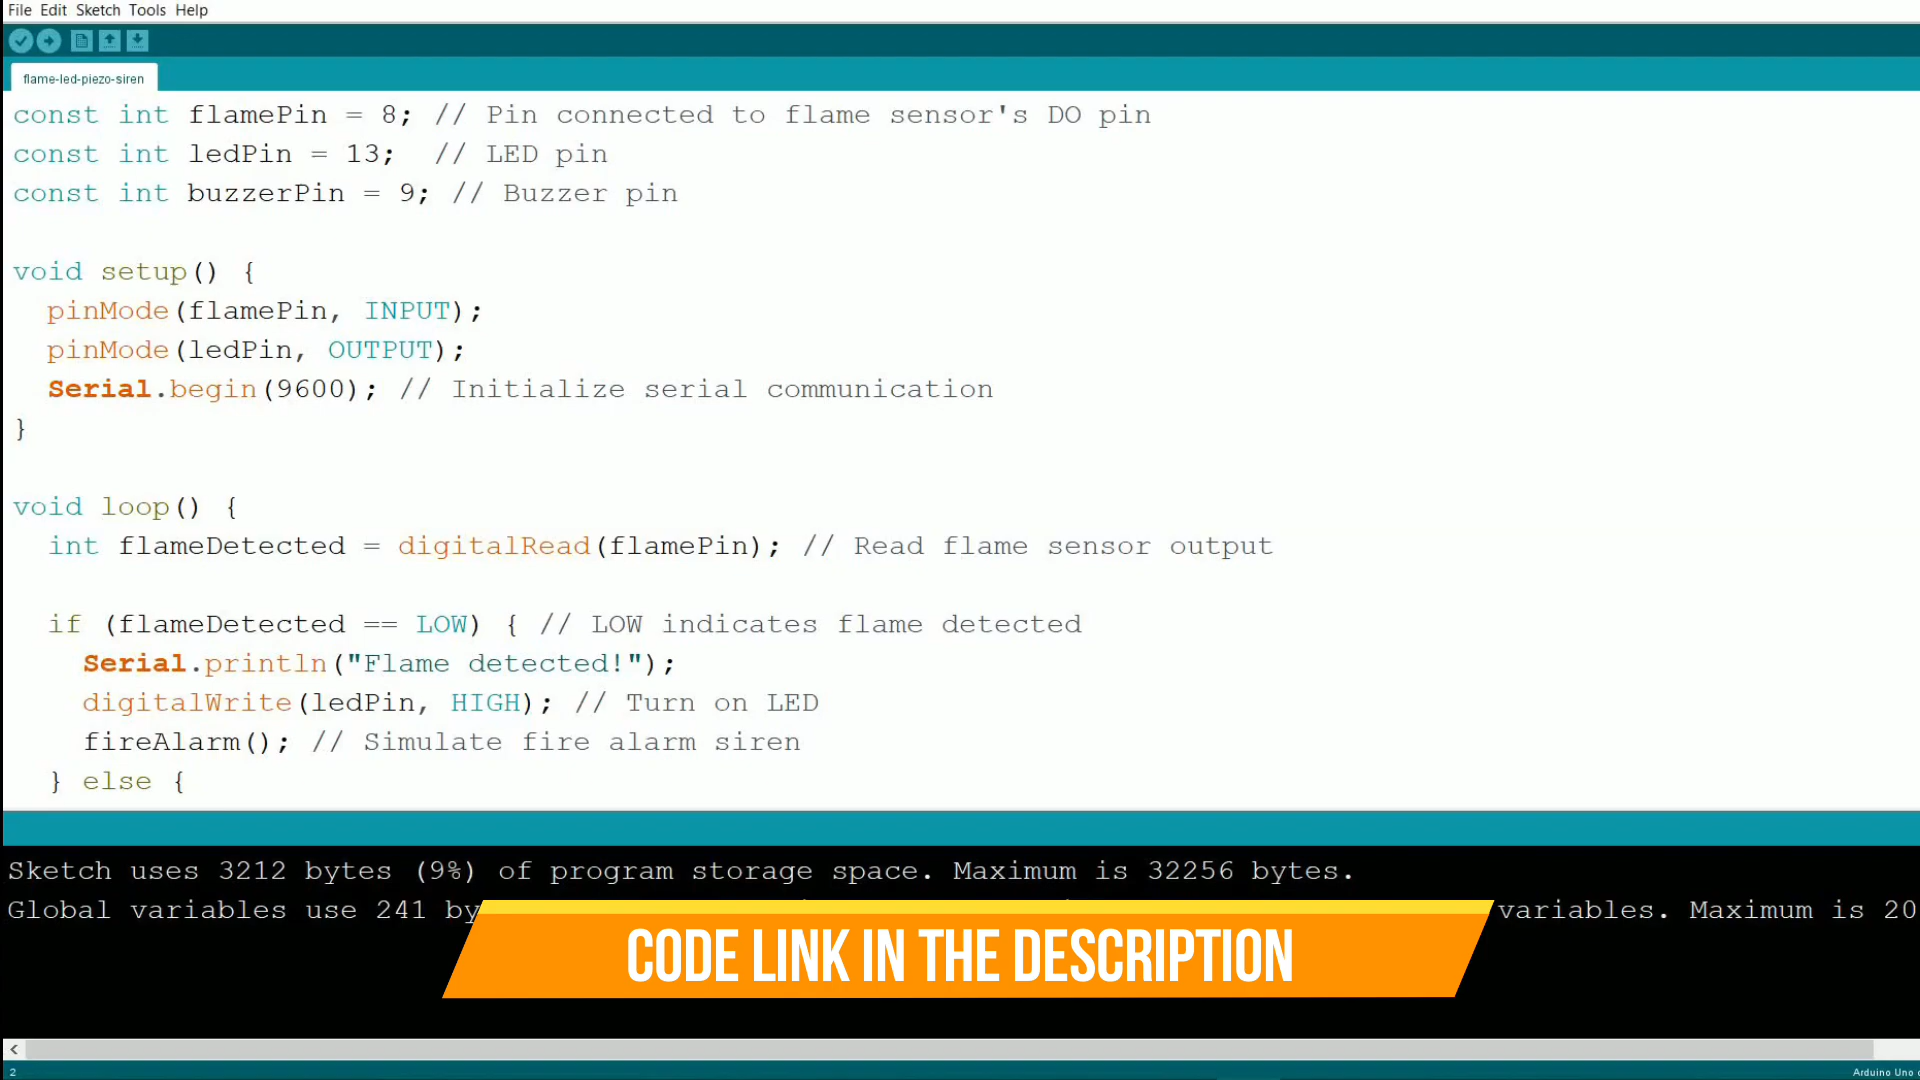 File Edit Sketch Tools Help
flame-led-piezo-siren
const int flamePin = 8; // Pin connected to flame sensor's DO pin
const int ledPin = 13;  // LED pin
const int buzzerPin = 9; // Buzzer pin
void setup() {
  pinMode(flamePin, INPUT);
  pinMode(ledPin, OUTPUT);
  Serial.begin(9600); // Initialize serial communication
}
void loop() {
  int flameDetected = digitalRead(flamePin); // Read flame sensor output
  if (flameDetected == LOW) { // LOW indicates flame detected
    Serial.println("Flame detected!");
    digitalWrite(ledPin, HIGH); // Turn on LED
    fireAlarm(); // Simulate fire alarm siren
  } else {
Sketch uses 3212 bytes (9%) of program storage space. Maximum is 32256 bytes.
Global variables use 241 by variables. Maximum is 20
CODE LINK IN THE DESCRIPTION
2
Arduino Uno